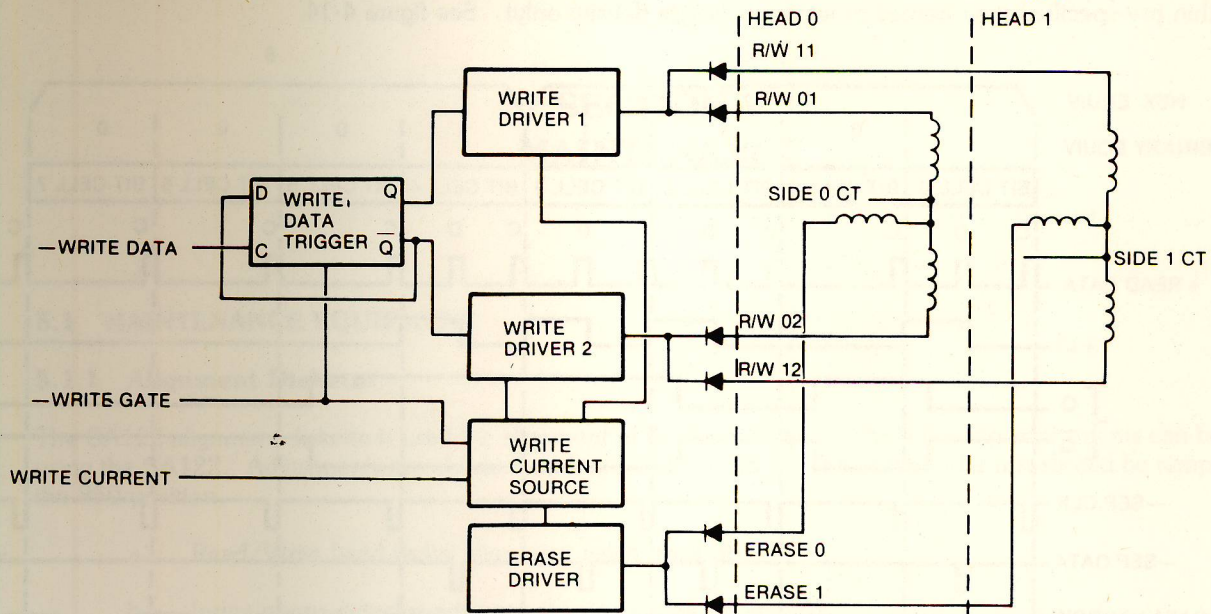 HEAD 0
HEAD 1
R/W 11
R/W 01
WRITE
DRIVER 1
SIDE 0 CT
D
Q
WRITE,
DATA
TRIGGER
C
Q̅
—WRITE DATA
SIDE 1 CT
WRITE
DRIVER 2
R/W 02
R/W 12
—WRITE GATE
WRITE
CURRENT
SOURCE
WRITE CURRENT
ERASE
DRIVER
ERASE 0
ERASE 1